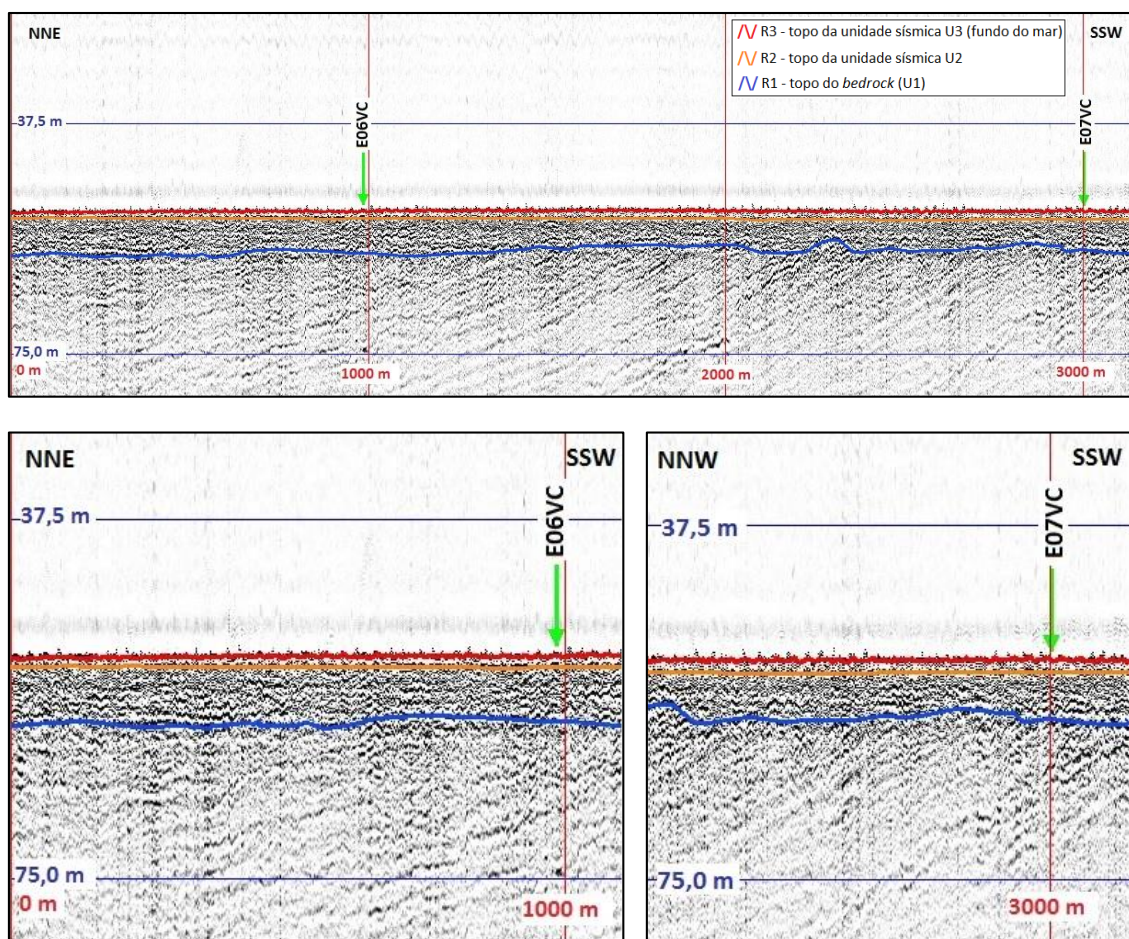 NNE
SSW
R3 - topo da unidade sísmica U3 (fundo do mar)
R2 - topo da unidade sísmica U2
R1 - topo do bedrock (U1)
37,5 m
E06VC
E07VC
75,0 m
0 m
1000 m
2000 m
3000 m
NNE
SSW
37,5 m
E06VC
75,0 m
0 m
1000 m
NNW
SSW
37,5 m
E07VC
75,0 m
3000 m